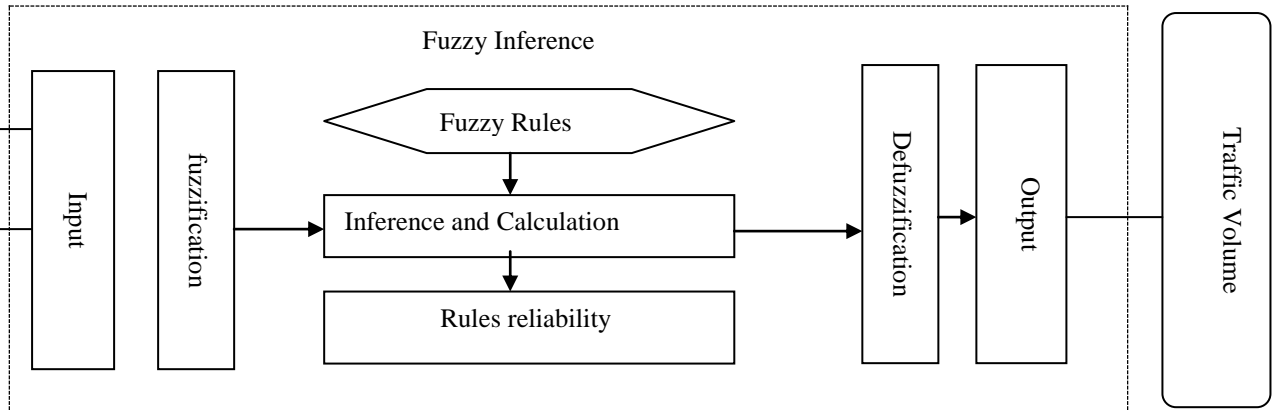 Fuzzy Inference
Input
fuzzification
Fuzzy Rules
Inference and Calculation
Rules reliability
Defuzzification
Output
Traffic Volume